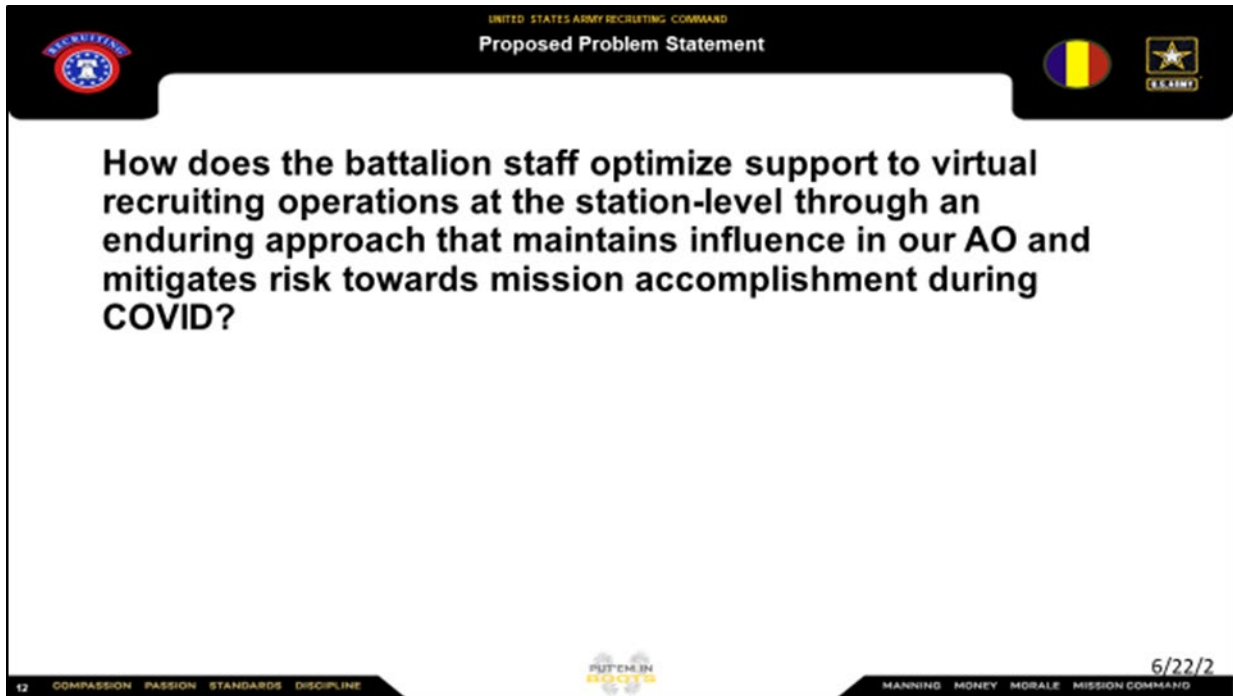 UNITED STATES ARMY RECRUITING COMMAND
Proposed Problem Statement
RECRUITING
U.S. ARMY
How does the battalion staff optimize support to virtual
recruiting operations at the station-level through an
enduring approach that maintains influence in our AO and
mitigates risk towards mission accomplishment during
COVID?
PUT'EM IN
BOOTS
6/22/2
12 COMPASSION PASSION STANDARDS DISCIPLINE
MANNING MONEY MORALE MISSION COMMAND